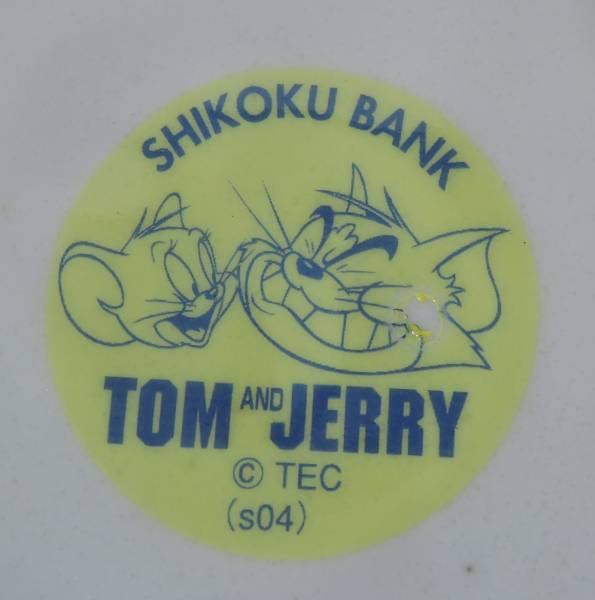 SHIKOKU BANK
TOM AND JERRY
© TEC
(s04)